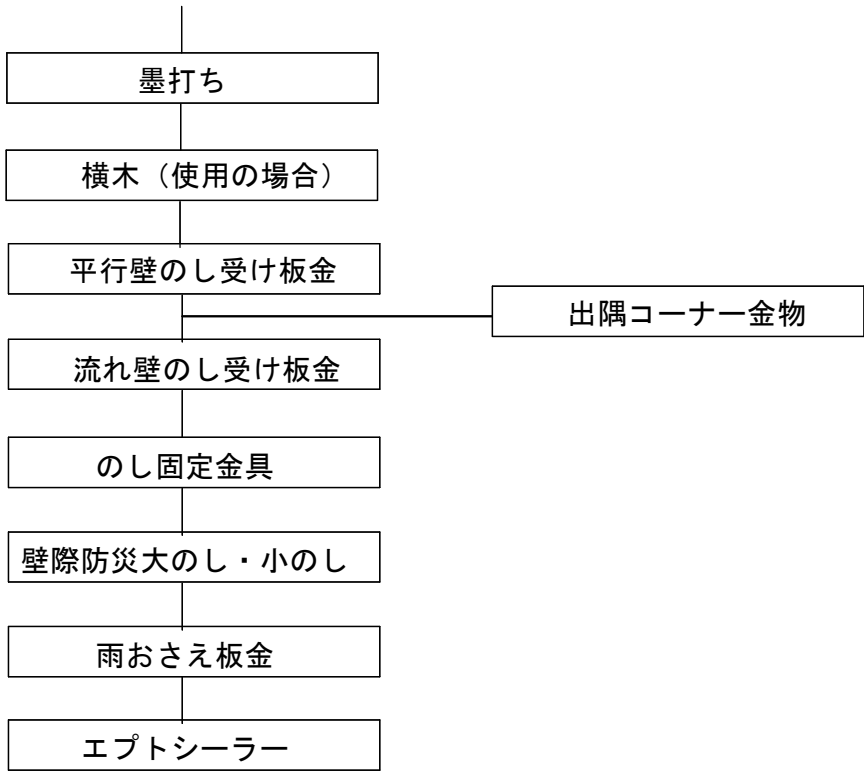 墨打ち
横木（使用の場合）
平行壁のし受け板金
出隅コーナー金物
流れ壁のし受け板金
のし固定金具
壁際防災大のし・小のし
雨おさえ板金
エプトシーラー